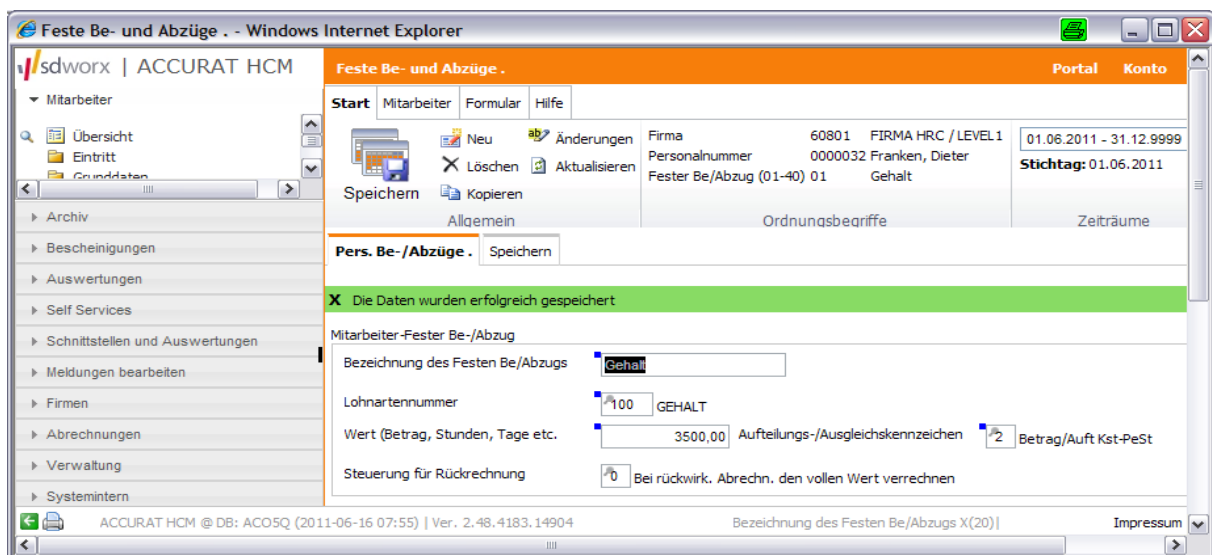 Feste Be- und Abzüge . - Windows Internet Explorer
sdworx | ACCURAT HCM
Feste Be- und Abzüge .
Portal Konto
Mitarbeiter
Übersicht
Eintritt
Grunddaten
Archiv
Bescheinigungen
Auswertungen
Self Services
Schnittstellen und Auswertungen
Meldungen bearbeiten
Firmen
Abrechnungen
Verwaltung
Systemintern
Start Mitarbeiter Formular Hilfe
Speichern
Neu
Löschen
Kopieren
Änderungen
Aktualisieren
Allgemein
Firma 60801 FIRMA HRC / LEVEL1
Personalnummer 0000032 Franken, Dieter
Fester Be/Abzug (01-40) 01 Gehalt
Ordnungsbegriffe
01.06.2011 - 31.12.9999
Stichtag: 01.06.2011
Zeiträume
Pers. Be-/Abzüge . Speichern
X Die Daten wurden erfolgreich gespeichert
Mitarbeiter-Fester Be-/Abzug
Bezeichnung des Festen Be/Abzugs Gehalt
Lohnartennummer 100 GEHALT
Wert (Betrag, Stunden, Tage etc. 3500,00 Aufteilungs-/Ausgleichskennzeichen 2 Betrag/Auft Kst-PeSt
Steuerung für Rückrechnung 0 Bei rückwirk. Abrechn. den vollen Wert verrechnen
ACCURAT HCM @ DB: ACO5Q (2011-06-16 07:55) | Ver. 2.48.4183.14904 Bezeichnung des Festen Be/Abzugs X(20)| Impressum